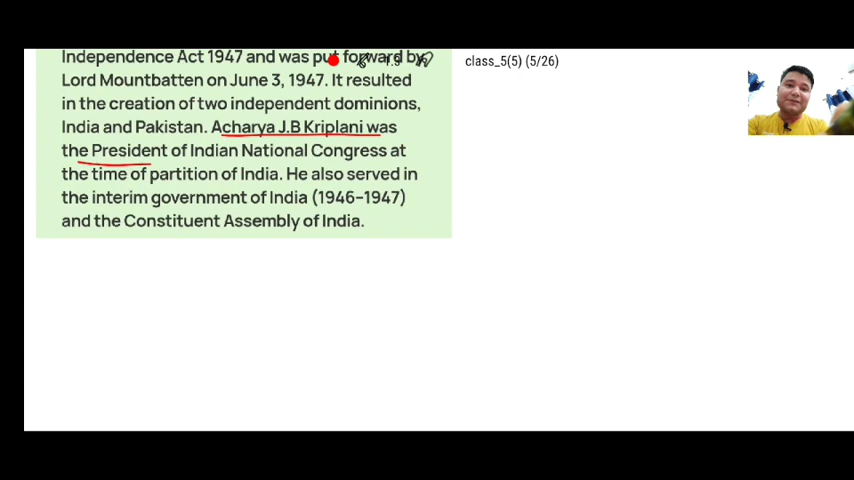 Independence Act 1947 and was put forward by
Lord Mountbatten on June 3, 1947. It resulted
in the creation of two independent dominions,
India and Pakistan. Acharya J.B Kriplani was
the President of Indian National Congress at
the time of partition of India. He also served in
the interim government of India (1946–1947)
and the Constituent Assembly of India.
class_5(5) (5/26)